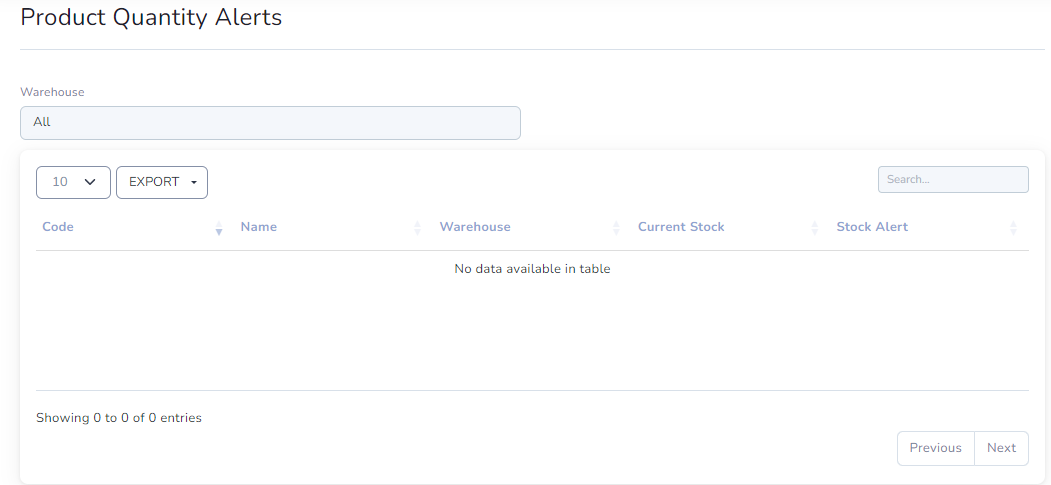 Product Quantity Alerts
Warehouse
All
10 EXPORT Search...
Code Name Warehouse Current Stock Stock Alert
No data available in table
Showing 0 to 0 of 0 entries
Previous Next